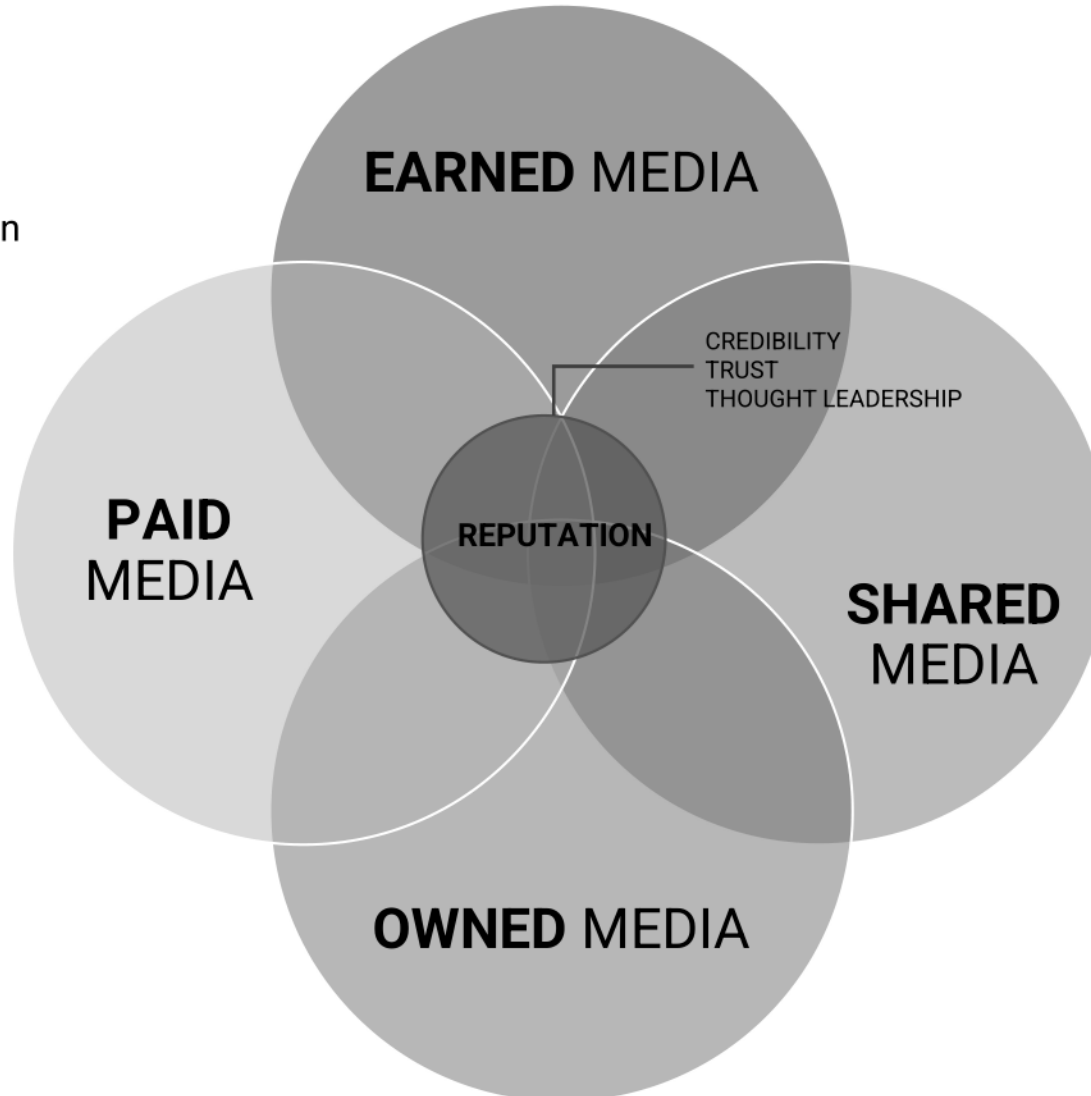 EARNED MEDIA
n
CREDIBILITY
TRUST
THOUGHT LEADERSHIP
PAID
MEDIA
REPUTATION
SHARED
MEDIA
OWNED MEDIA